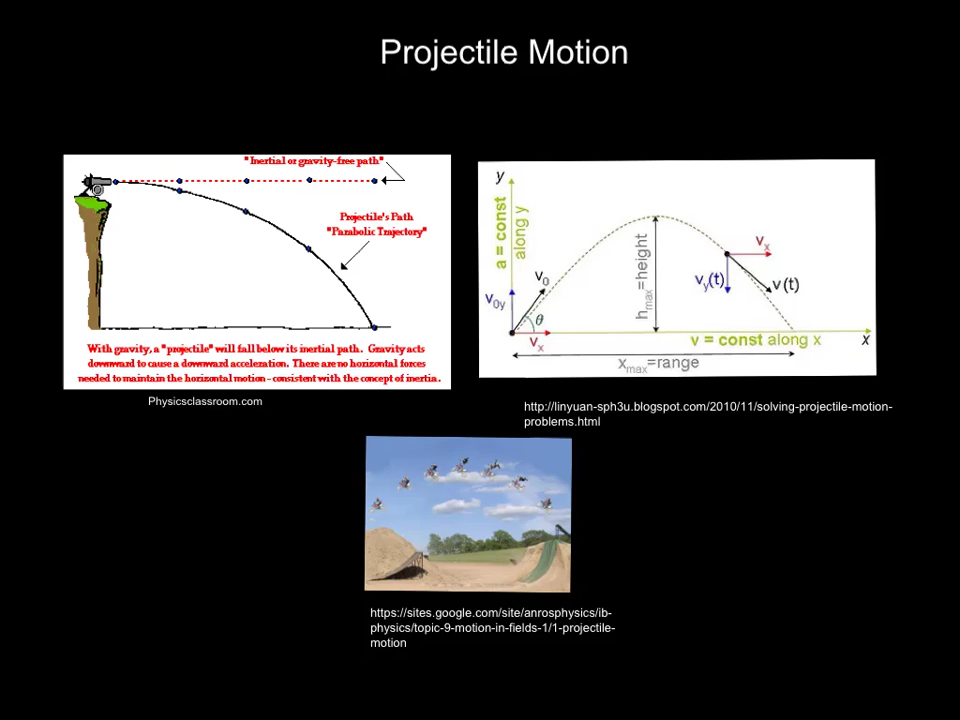 Projectile Motion
"Inertial or gravity-free path"
Projectile's Path
"Parabolic Trajectory"
With gravity, a "projectile" will fall below its inertial path. Gravity acts
downward to cause a downward acceleration. There are no horizontal forces
needed to maintain the horizontal motion - consistent with the concept of inertia.
Physicsclassroom.com
y
a = const
along y
v0
v0y
θ
vx
hmax=height
vx
vy(t)
v(t)
v = const along x
x
xmax=range
http://linyuan-sph3u.blogspot.com/2010/11/solving-projectile-motion-
problems.html
https://sites.google.com/site/anrosphysics/ib-
physics/topic-9-motion-in-fields-1/1-projectile-
motion